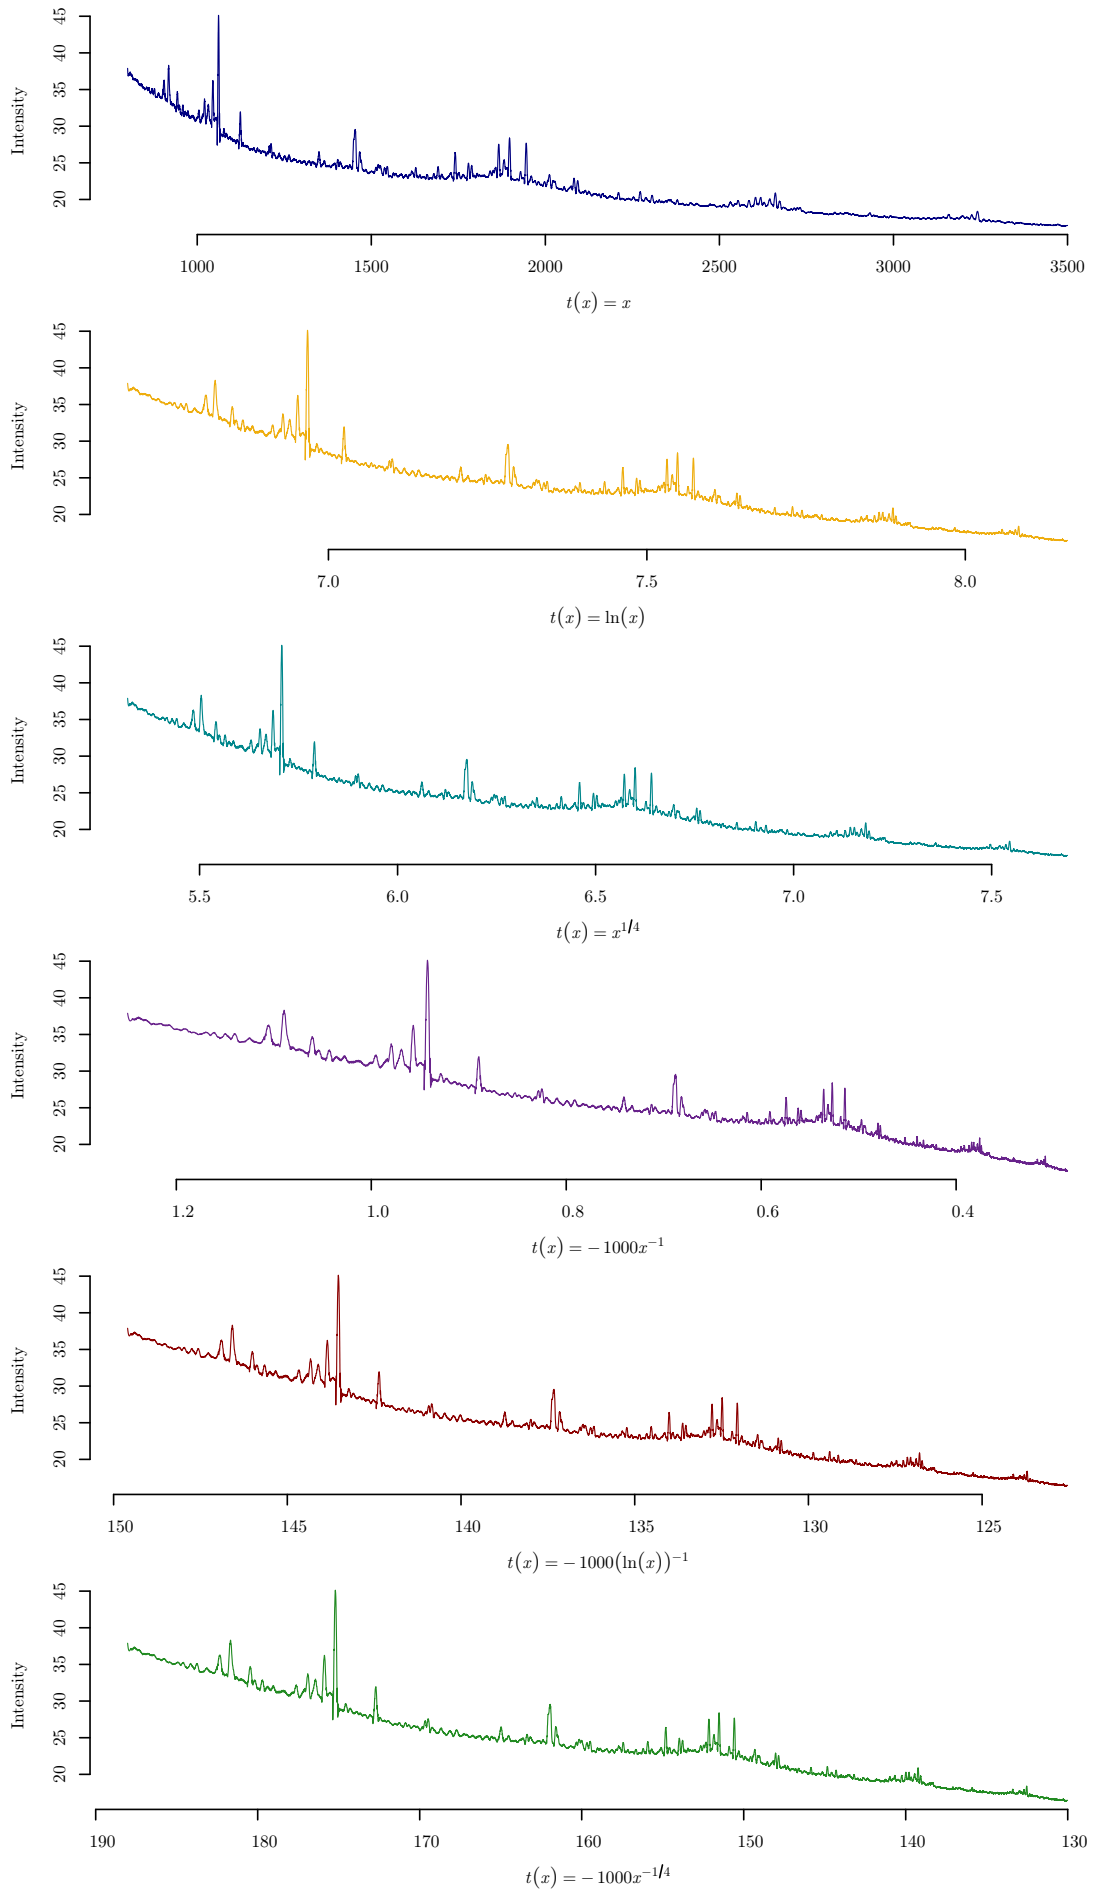 Intensity
45
40
35
30
25
20
1000 1500 2000 2500 3000 3500
t(x) = x
Intensity
45
40
35
30
25
20
7.0 7.5 8.0
t(x) = ln(x)
Intensity
45
40
35
30
25
20
5.5 6.0 6.5 7.0 7.5
t(x) = x^{1/4}
Intensity
45
40
35
30
25
20
1.2 1.0 0.8 0.6 0.4
t(x) = − 1000x^{−1}
Intensity
45
40
35
30
25
20
150 145 140 135 130 125
t(x) = − 1000(ln(x))^{−1}
Intensity
45
40
35
30
25
20
190 180 170 160 150 140 130
t(x) = − 1000x^{−1/4}